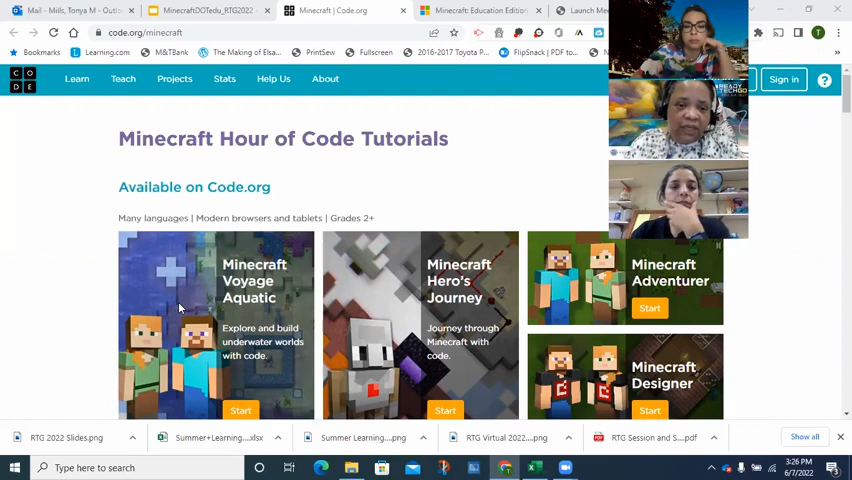 Mail - Mills, Tonya M - Outlo
MinecraftDOTedu_RTG2022 -
Minecraft | Code.org
Minecraft: Education Edition
Launch Meet
code.org/minecraft
Bookmarks
Learning.com
M&TBank
The Making of Elsa...
PrintSew
Fullscreen
2016-2017 Toyota P...
FlipSnack | PDF to...
READY
TECH GO
C O
D E
Learn
Teach
Projects
Stats
Help Us
About
Sign in
?
Minecraft Hour of Code Tutorials
Available on Code.org
Many languages | Modern browsers and tablets | Grades 2+
Minecraft
Voyage
Aquatic
Explore and build
underwater worlds
with code.
Start
Minecraft
Hero's
Journey
Journey through
Minecraft with
code.
Start
Minecraft
Adventurer
Start
Minecraft
Designer
Start
RTG 2022 Slides.png
Summer+Learning....xlsx
Summer Learning....png
RTG Virtual 2022....png
RTG Session and S....pdf
Show all
Type here to search
3:26 PM
6/7/2022